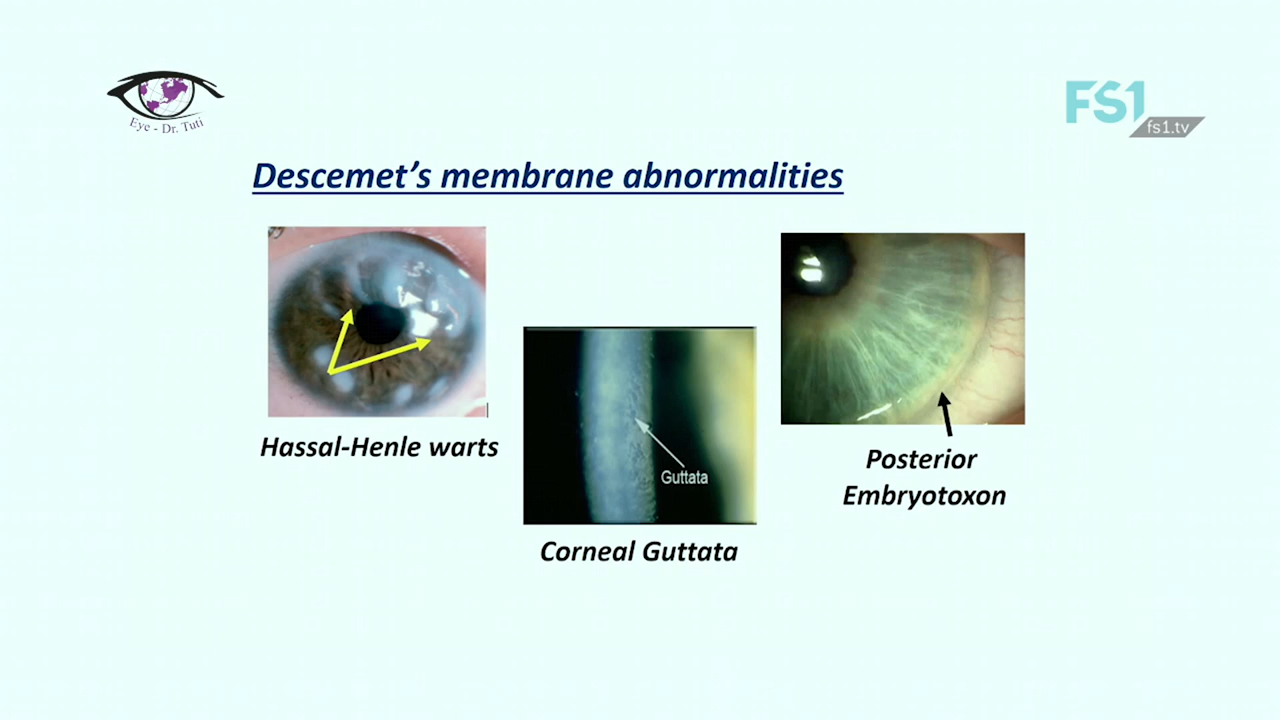 Eye - Dr. Tuti
FS1
fs1.tv
Descemet's membrane abnormalities
Hassal-Henle warts
Guttata
Corneal Guttata
Posterior
Embryotoxon